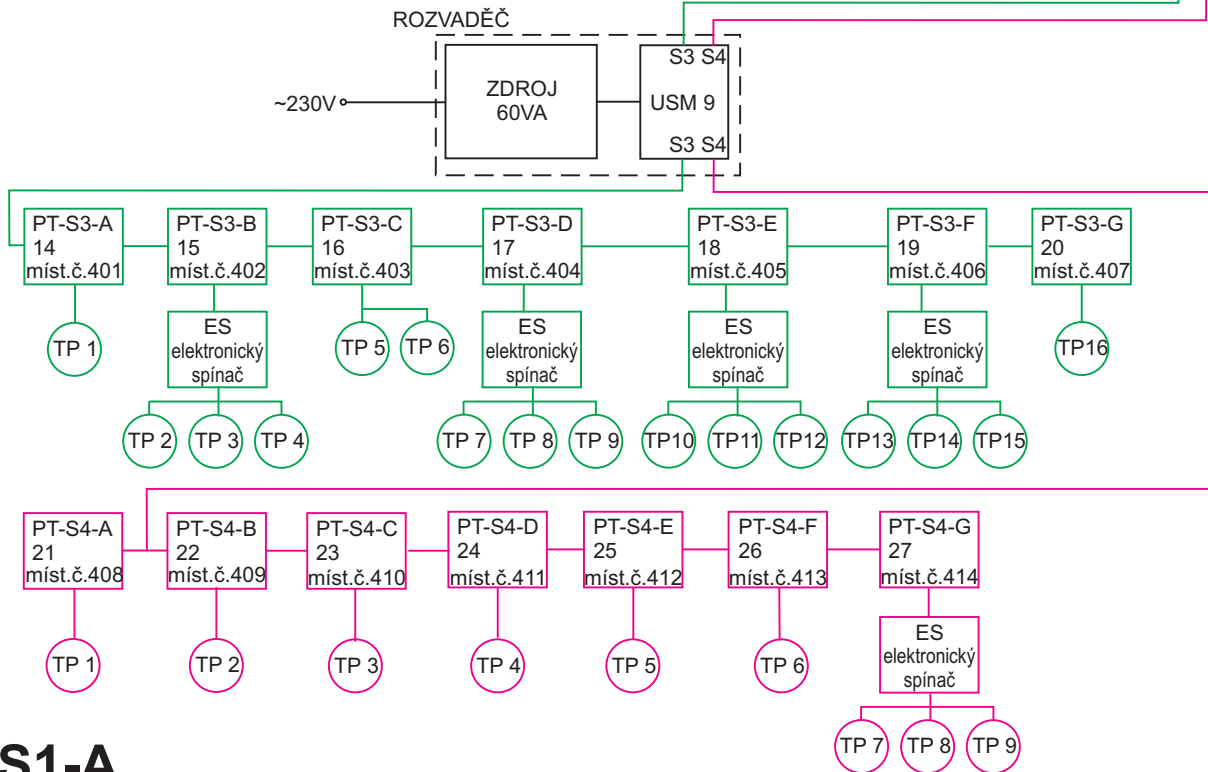 ROZVADĚČ
S3 S4
ZDROJ
60VA
~230V
USM 9
S3 S4
PT-S3-A
14
míst.č.401
PT-S3-B
15
míst.č.402
PT-S3-C
16
míst.č.403
PT-S3-D
17
míst.č.404
PT-S3-E
18
míst.č.405
PT-S3-F
19
míst.č.406
PT-S3-G
20
míst.č.407
TP 1
ES
elektronický
spínač
TP 5
TP 6
ES
elektronický
spínač
ES
elektronický
spínač
ES
elektronický
spínač
TP16
TP 2
TP 3
TP 4
TP 7
TP 8
TP 9
TP10
TP11
TP12
TP13
TP14
TP15
PT-S4-A
21
míst.č.408
PT-S4-B
22
míst.č.409
PT-S4-C
23
míst.č.410
PT-S4-D
24
míst.č.411
PT-S4-E
25
míst.č.412
PT-S4-F
26
míst.č.413
PT-S4-G
27
míst.č.414
TP 1
TP 2
TP 3
TP 4
TP 5
TP 6
ES
elektronický
spínač
TP 7
TP 8
TP 9
S1-A